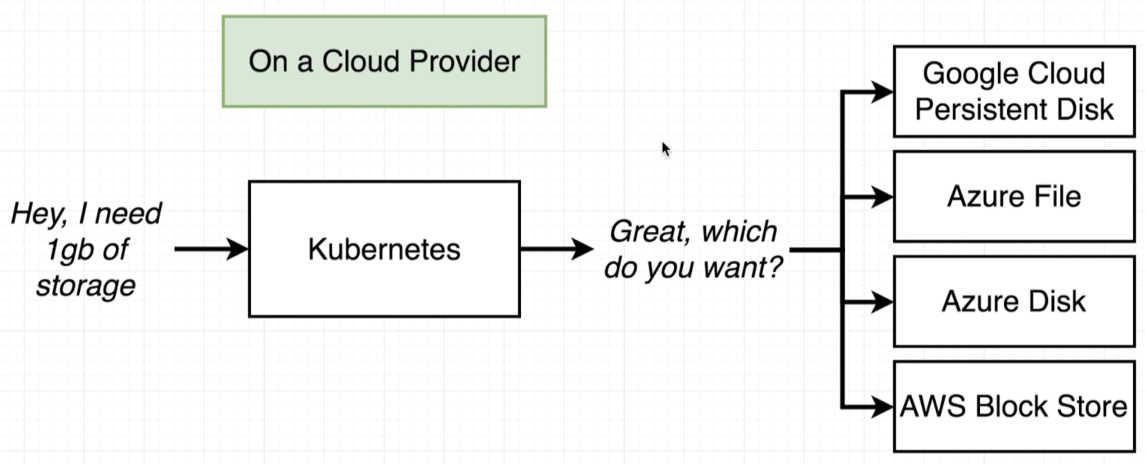 On a Cloud Provider
Hey, I need
1gb of
storage
Kubernetes
Great, which
do you want?
Google Cloud
Persistent Disk
Azure File
Azure Disk
AWS Block Store